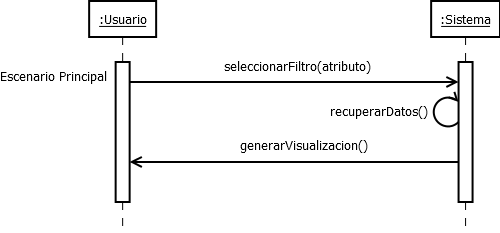 :Usuario
:Sistema
seleccionarFiltro(atributo)
Escenario Principal
recuperarDatos()
generarVisualizacion()